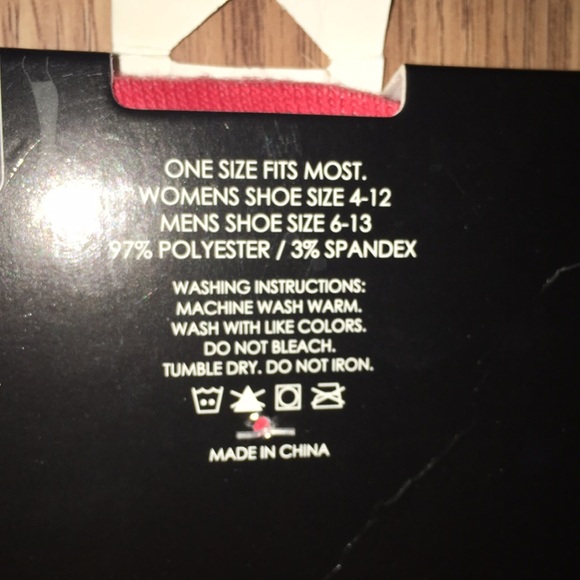 ONE SIZE FITS MOST.
WOMENS SHOE SIZE 4-12
MENS SHOE SIZE 6-13
97% POLYESTER / 3% SPANDEX
WASHING INSTRUCTIONS:
MACHINE WASH WARM.
WASH WITH LIKE COLORS.
DO NOT BLEACH.
TUMBLE DRY. DO NOT IRON.
MADE IN CHINA